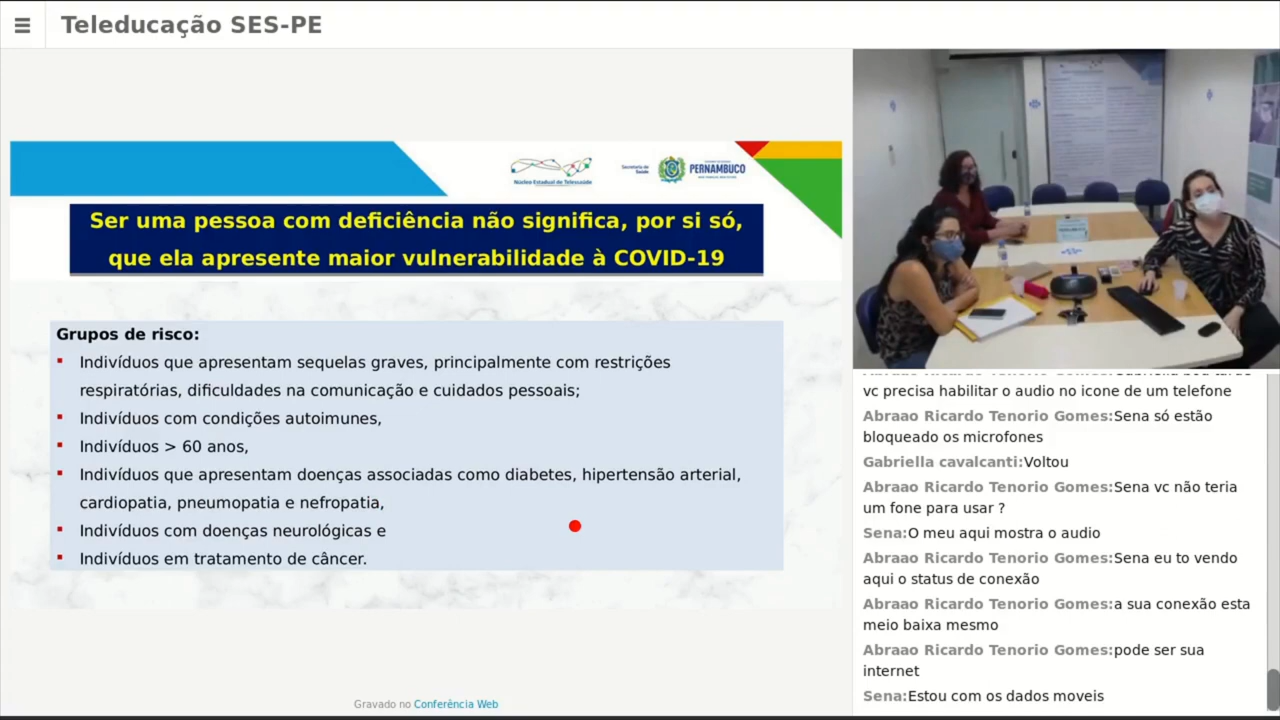 Teleducação SES-PE
Núcleo Estadual de Telessaúde
Secretaria de
Saúde
PERNAMBUCO
Ser uma pessoa com deficiência não significa, por si só,
que ela apresente maior vulnerabilidade à COVID-19
Grupos de risco:
Indivíduos que apresentam sequelas graves, principalmente com restrições
respiratórias, dificuldades na comunicação e cuidados pessoais;
Indivíduos com condições autoimunes,
Indivíduos > 60 anos,
Indivíduos que apresentam doenças associadas como diabetes, hipertensão arterial,
cardiopatia, pneumopatia e nefropatia,
Indivíduos com doenças neurológicas e
Indivíduos em tratamento de câncer.
Gravado no Conferência Web
vc precisa habilitar o audio no icone de um telefone
Abraao Ricardo Tenorio Gomes:Sena só estão
bloqueado os microfones
Gabriella cavalcanti:Voltou
Abraao Ricardo Tenorio Gomes:Sena vc não teria
um fone para usar ?
Sena:O meu aqui mostra o audio
Abraao Ricardo Tenorio Gomes:Sena eu to vendo
aqui o status de conexão
Abraao Ricardo Tenorio Gomes:a sua conexão esta
meio baixa mesmo
Abraao Ricardo Tenorio Gomes:pode ser sua
internet
Sena:Estou com os dados moveis